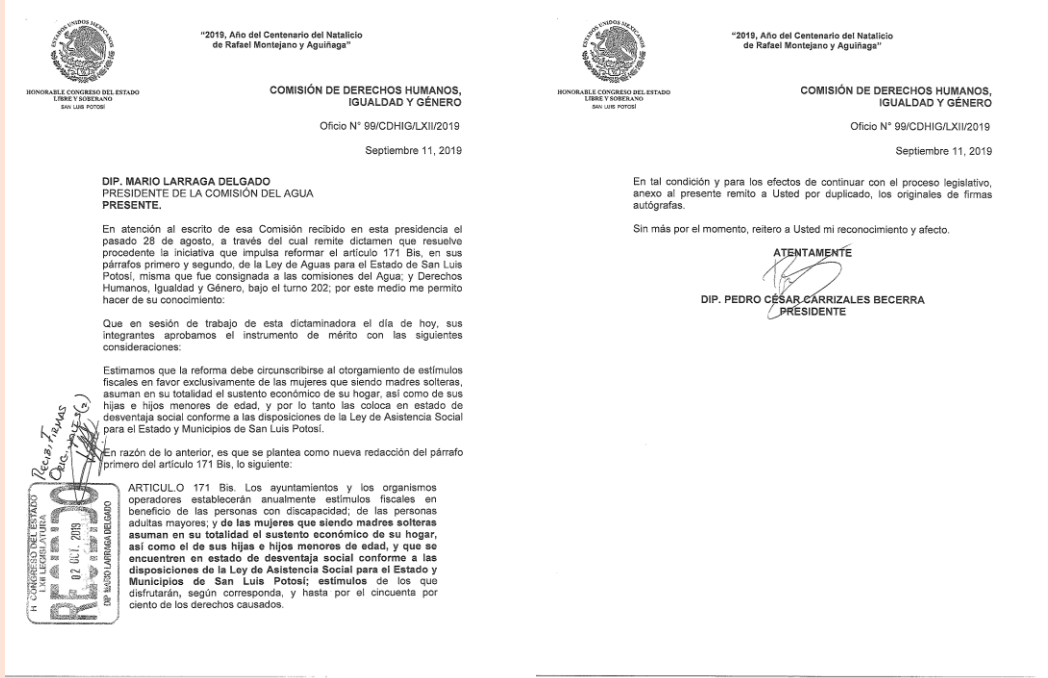 ESTADOS UNIDOS MEXICANOS
HONORABLE CONGRESO DEL ESTADO
LIBRE Y SOBERANO
SAN LUIS POTOSÍ
"2019, Año del Centenario del Natalicio
de Rafael Montejano y Aguiñaga"
COMISIÓN DE DERECHOS HUMANOS,
IGUALDAD Y GÉNERO
Oficio N° 99/CDHIG/LXII/2019
Septiembre 11, 2019
DIP. MARIO LARRAGA DELGADO
PRESIDENTE DE LA COMISIÓN DEL AGUA
PRESENTE.
En atención al escrito de esa Comisión recibido en esta presidencia el
pasado 28 de agosto, a través del cual remite dictamen que resuelve
procedente la iniciativa que impulsa reformar el artículo 171 Bis, en sus
párrafos primero y segundo, de la Ley de Aguas para el Estado de San Luis
Potosí, misma que fue consignada a las comisiones del Agua; y Derechos
Humanos, Igualdad y Género, bajo el turno 202; por este medio me permito
hacer de su conocimiento:
Que en sesión de trabajo de esta dictaminadora el día de hoy, sus
integrantes aprobamos el instrumento de mérito con las siguientes
consideraciones:
Estimamos que la reforma debe circunscribirse al otorgamiento de estímulos
fiscales en favor exclusivamente de las mujeres que siendo madres solteras,
asuman en su totalidad el sustento económico de su hogar, así como de sus
hijas e hijos menores de edad, y por lo tanto las coloca en estado de
desventaja social conforme a las disposiciones de la Ley de Asistencia Social
para el Estado y Municipios de San Luis Potosí.
En razón de lo anterior, es que se plantea como nueva redacción del párrafo
primero del artículo 171 Bis, lo siguiente:
ARTICUL.O 171 Bis. Los ayuntamientos y los organismos
operadores establecerán anualmente estímulos fiscales en
beneficio de las personas con discapacidad; de las personas
adultas mayores; y de las mujeres que siendo madres solteras
asuman en su totalidad el sustento económico de su hogar,
así como el de sus hijas e hijos menores de edad, y que se
encuentren en estado de desventaja social conforme a las
disposiciones de la Ley de Asistencia Social para el Estado y
Municipios de San Luis Potosí; estímulos de los que
disfrutarán, según corresponda, y hasta por el cincuenta por
ciento de los derechos causados.
RECIBÍ FIRMAS
ORIGINALES (2)
H. CONGRESO DEL ESTADO
LXII LEGISLATURA
RECIBIDO
02 OCT. 2019
DIP MARIO LARRAGA DELGADO
ESTADOS UNIDOS MEXICANOS
HONORABLE CONGRESO DEL ESTADO
LIBRE Y SOBERANO
SAN LUIS POTOSÍ
"2019, Año del Centenario del Natalicio
de Rafael Montejano y Aguiñaga"
COMISIÓN DE DERECHOS HUMANOS,
IGUALDAD Y GÉNERO
Oficio N° 99/CDHIG/LXII/2019
Septiembre 11, 2019
En tal condición y para los efectos de continuar con el proceso legislativo,
anexo al presente remito a Usted por duplicado, los originales de firmas
autógrafas.
Sin más por el momento, reitero a Usted mi reconocimiento y afecto.
ATENTAMENTE
DIP. PEDRO CÉSAR CARRIZALES BECERRA
PRESIDENTE